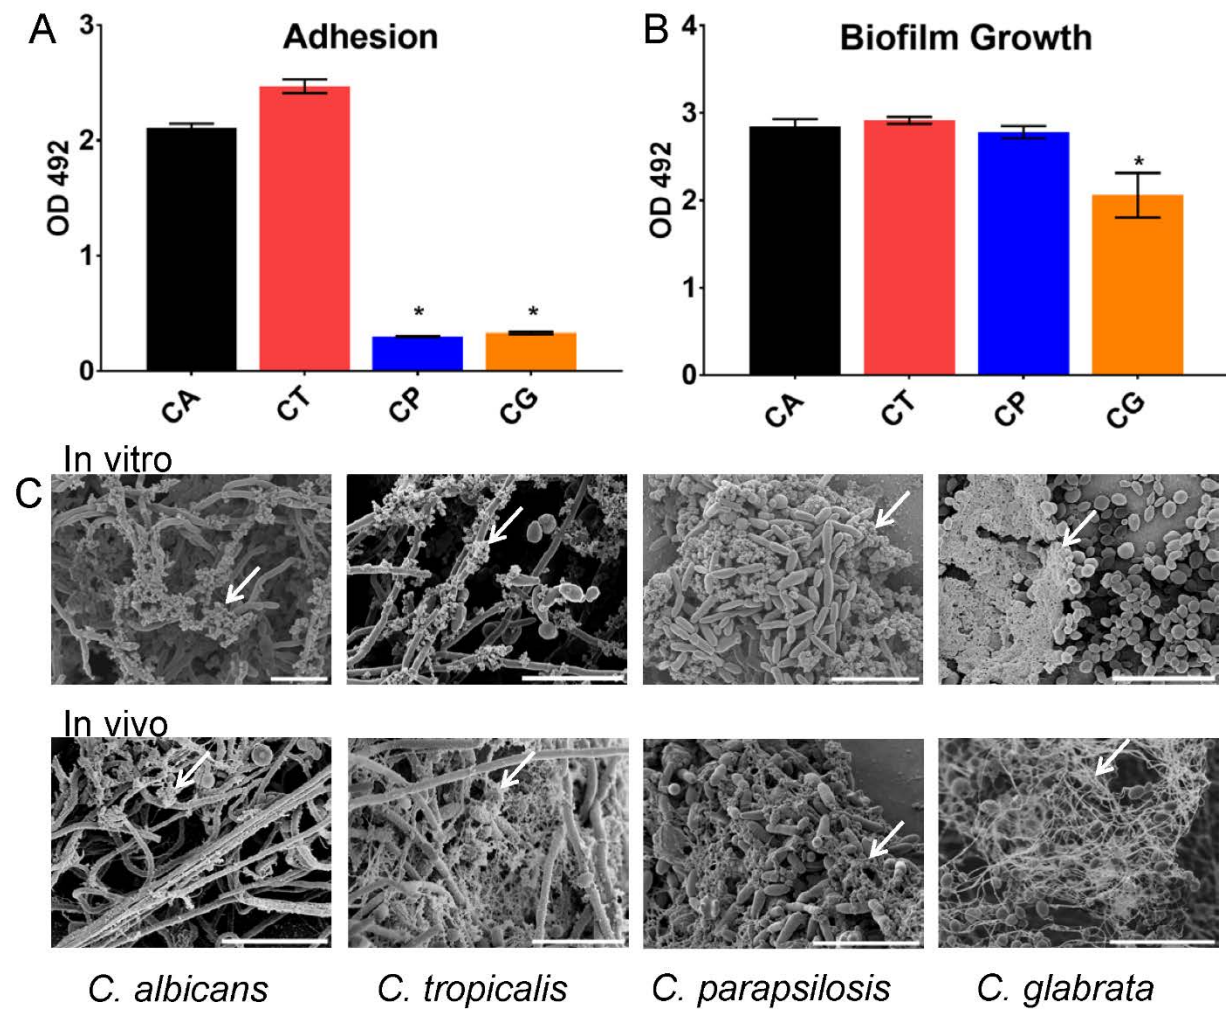 A
Adhesion
OD 492
3
2
1
0
*
*
CA
CT
CP
CG
B
Biofilm Growth
OD 492
4
3
2
1
0
*
CA
CT
CP
CG
In vitro
C
In vivo
C. albicans
C. tropicalis
C. parapsilosis
C. glabrata